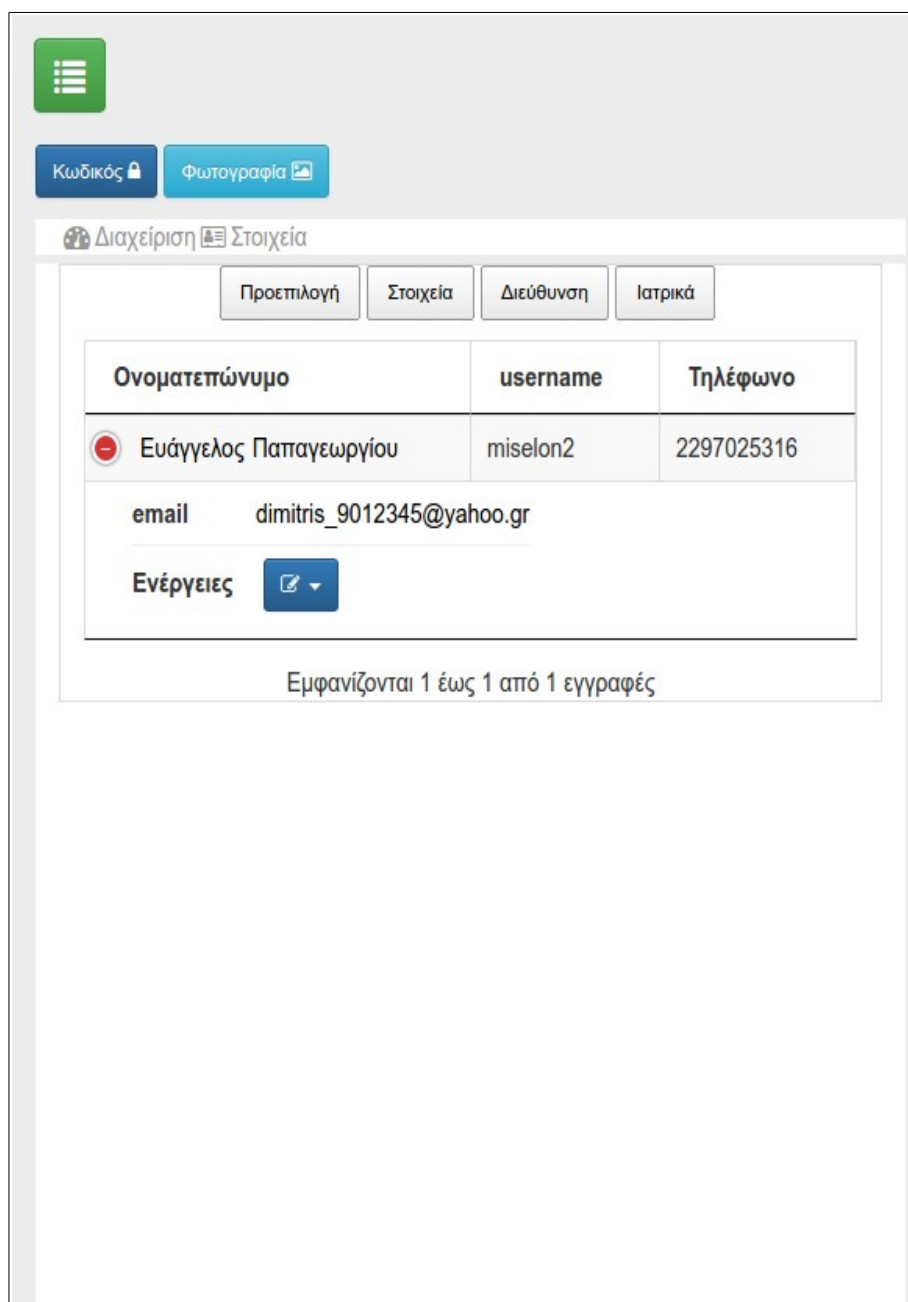 Κωδικός Φωτογραφία
Διαχείριση Στοιχεία
Προεπιλογή Στοιχεία Διεύθυνση Ιατρικά
Ονοματεπώνυμο username Τηλέφωνο
Ευάγγελος Παπαγεωργίου miselon2 2297025316
email dimitris_9012345@yahoo.gr
Ενέργειες
Εμφανίζονται 1 έως 1 από 1 εγγραφές